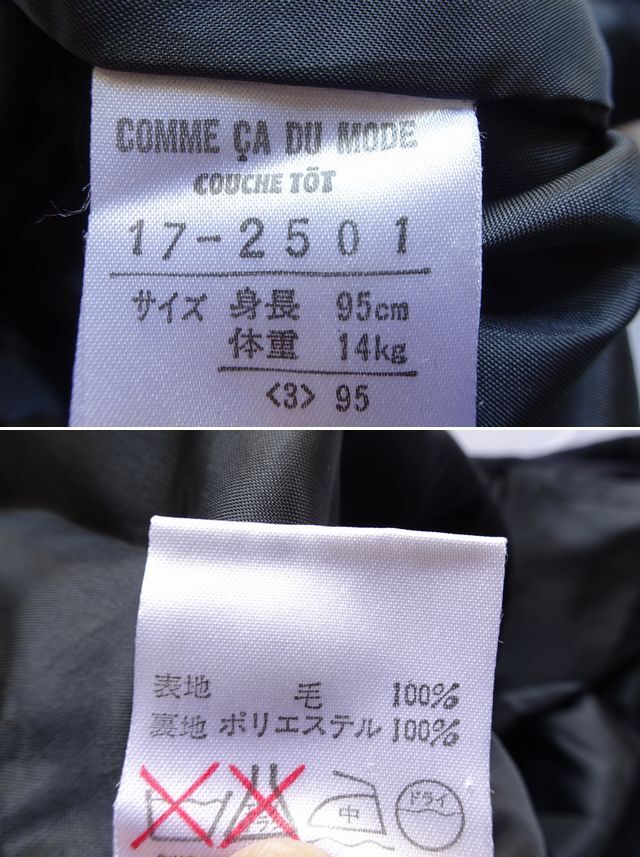 COMME ÇA DU MODE
COUCHE TÔT
17-2501
サイズ 身長 95cm
体重 14kg
<3> 95
表地 毛 100%
裏地 ポリエステル 100%
中 ドライ